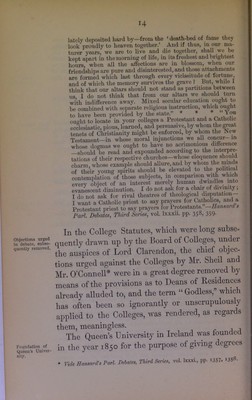 14
lately deposited hard by—from the 'death-bed of fame they
look proudly to heaven together.' And if thus, in our ma-
turer years, we are to live and die together, shall we be
kept apart in the morning of life, in its freshest and brightest
hours, when all the affections are in blossom, when our
friendships are pure and disinterested, and those attachments
are formed which last through every vicissitude of fortune,
and of which the memory survives the grave! But, while I
think that our altars should not stand as partitions between
us, I do not think that from our altars we should turn
with indifference away. Mixed secular education ought to
be combined with separate religious instruction, which ought
to have been provided by the state." "We
ought to locate in your colleges a Protestant and a Catholic
ecclesiastic, pious, learned, and persuasive, by whom the great
tenets of Christianity might be enforced, by whom the New
Testament—in whose moral injunctions we all concur—in
whose dogmas we ought to have no acrimonious difference
—should be read and expounded according to the interpre-
tations of their respective churches—whose eloquence should
charm, whose example should allure, and by whom the minds
of their young spirits should be elevated to the
contemplation of those subjects, in comparison with which
every object of an interest merely human dwindles into
evanescent diminution. I do not ask for a chair of divinity;
I do not ask for rival theatres of theological disputation—
I want a Catholic priest to say prayers for Catholics, and a
Protestant priest to say prayers for Protestants."—Hansard's
Parl. Debates, Third Series, vol. lxxxii. pp. 358, 359.
Objections urged
in debate, subse-
quently removed.
In the College Statutes, which were long subse-
quently drawn up by the Board of Colleges, under
the auspices of Lord Clarendon, the chief objec-
tions urged against the Colleges by Mr. Sheil and
Mr. O'Connell* were in a great degree removed by
means of the provisions as to Deans of Residences
already alluded to, and the term "Godless," which
has often been so ignorantly or unscrupulously
applied to the Colleges, was rendered, as regards
them, meaningless.
Foundation of
Queen's Univer-
sity.
The Queen's University in Ireland was founded
in the year 1850 for the purpose of giving degrees
* Vide Hansard's Parl. Debates, Third Series, vol. lxxxi., pp. 1357, 1358.